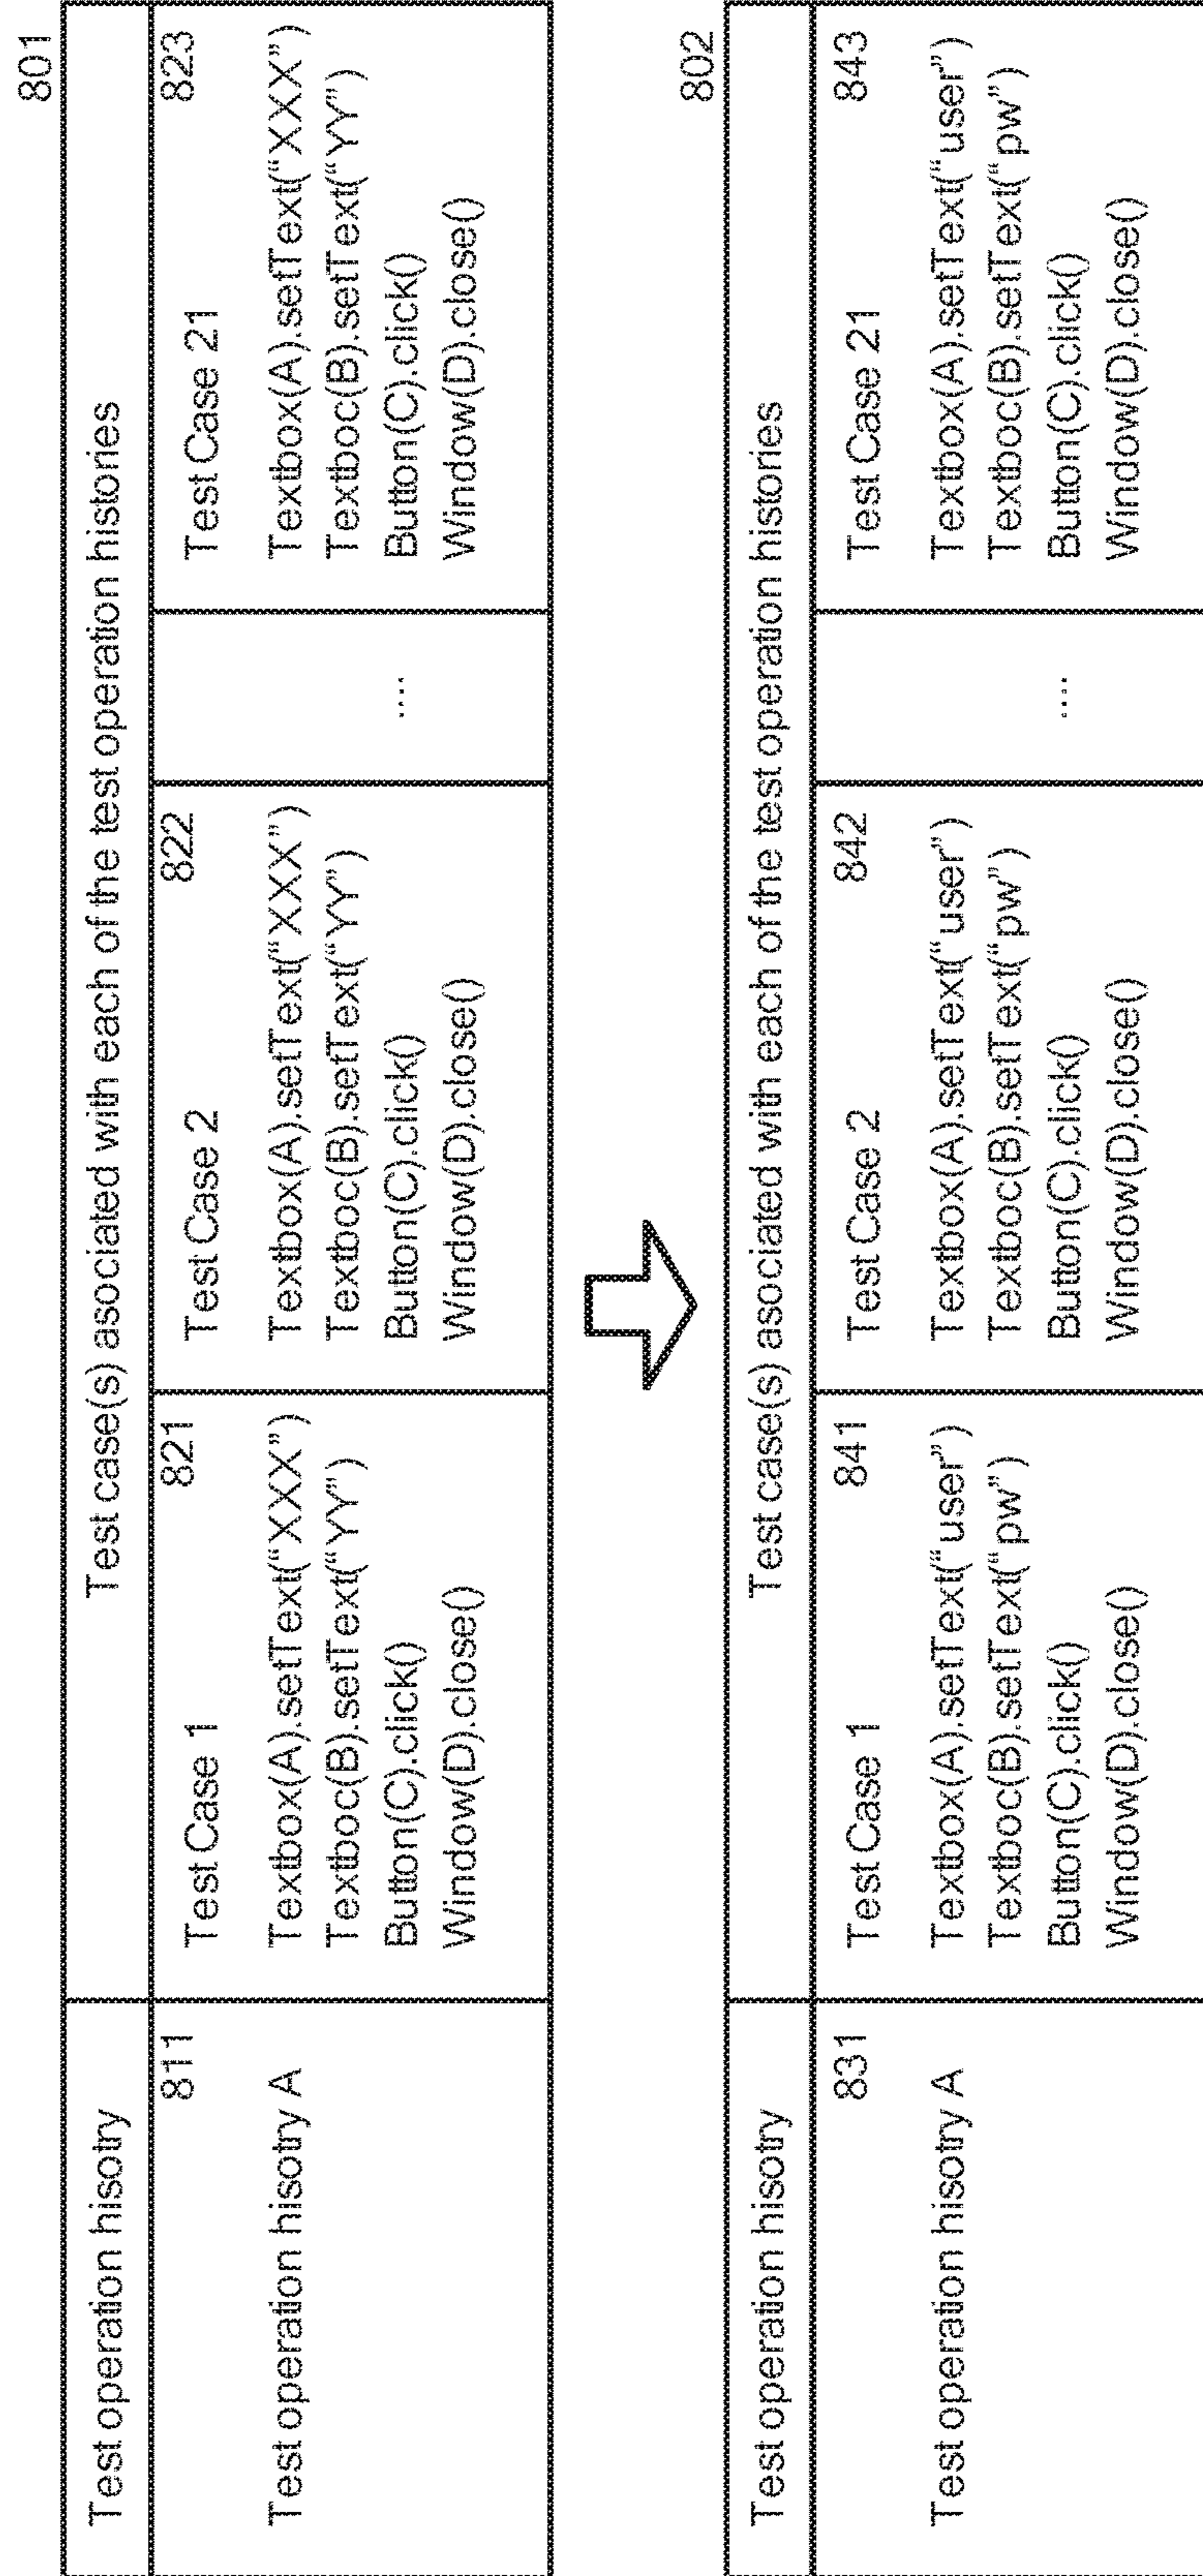 801
Test operation hisotry
Test case(s) asociated with each of the test operation histories
811
Test operation hisotry A
821
Test Case 1
Textbox(A).setText("XXX")
Textboc(B).setText("YY")
Button(C).click()
Window(D).close()
822
Test Case 2
Textbox(A).setText("XXX")
Textboc(B).setText("YY")
Button(C).click()
Window(D).close()
....
823
Test Case 21
Textbox(A).setText("XXX")
Textboc(B).setText("YY")
Button(C).click()
Window(D).close()
802
Test operation hisotry
Test case(s) asociated with each of the test operation histories
831
Test operation hisotry A
841
Test Case 1
Textbox(A).setText("user")
Textboc(B).setText("pw")
Button(C).click()
Window(D).close()
842
Test Case 2
Textbox(A).setText("user")
Textboc(B).setText("pw")
Button(C).click()
Window(D).close()
....
843
Test Case 21
Textbox(A).setText("user")
Textboc(B).setText("pw")
Button(C).click()
Window(D).close()